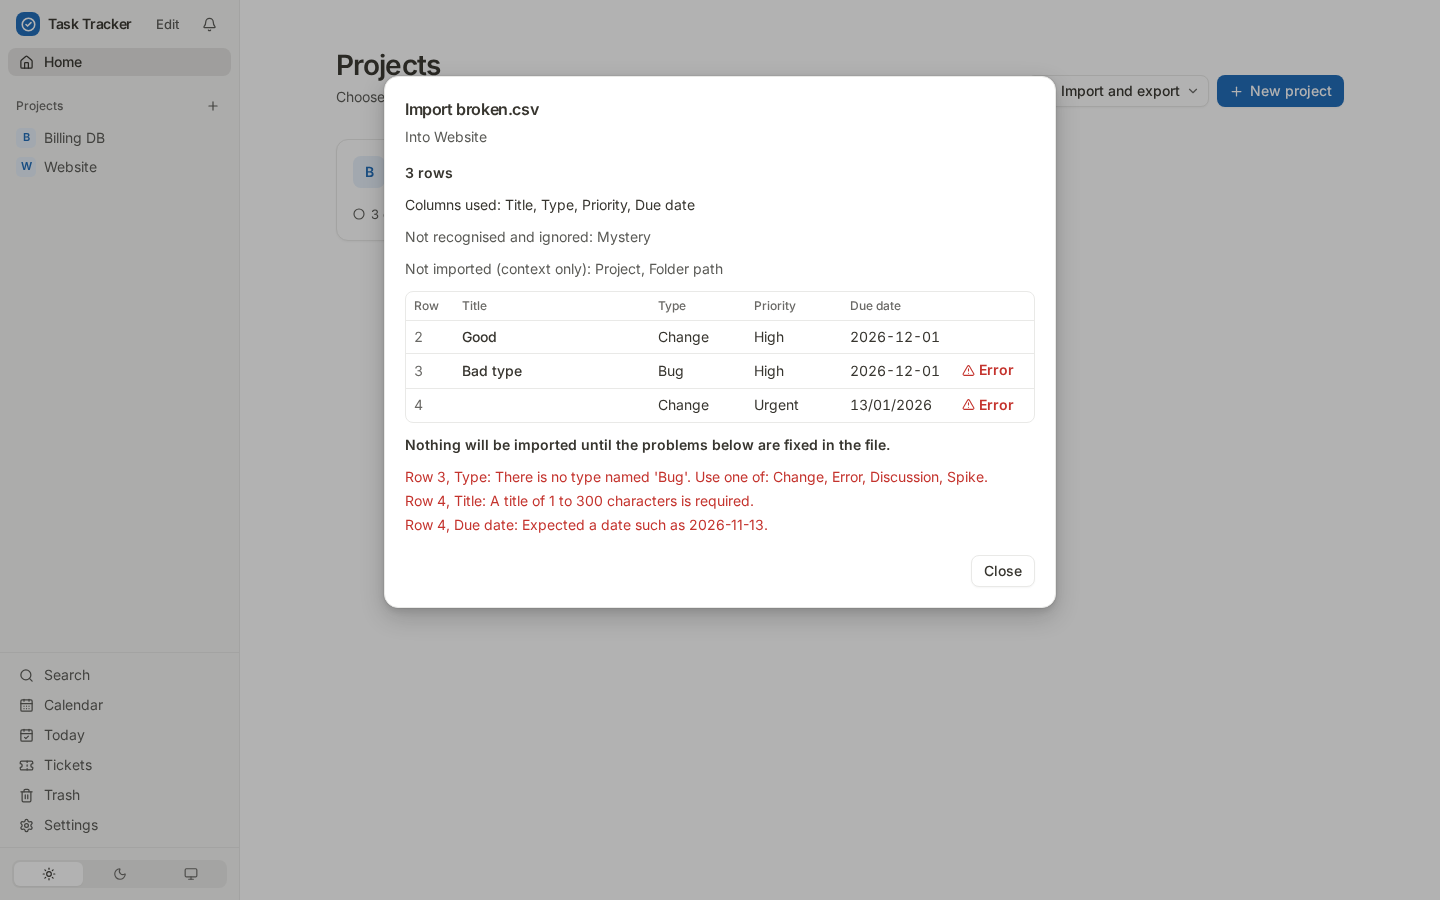 Task Tracker
Edit
Home
Projects
B Billing DB
W Website
Search
Calendar
Today
Tickets
Trash
Settings
Projects
Choose
Import and export
New project
B
3
Import broken.csv
Into Website
3 rows
Columns used: Title, Type, Priority, Due date
Not recognised and ignored: Mystery
Not imported (context only): Project, Folder path
Row Title Type Priority Due date
2 Good Change High 2026-12-01
3 Bad type Bug High 2026-12-01 Error
4 Change Urgent 13/01/2026 Error
Nothing will be imported until the problems below are fixed in the file.
Row 3, Type: There is no type named 'Bug'. Use one of: Change, Error, Discussion, Spike.
Row 4, Title: A title of 1 to 300 characters is required.
Row 4, Due date: Expected a date such as 2026-11-13.
Close